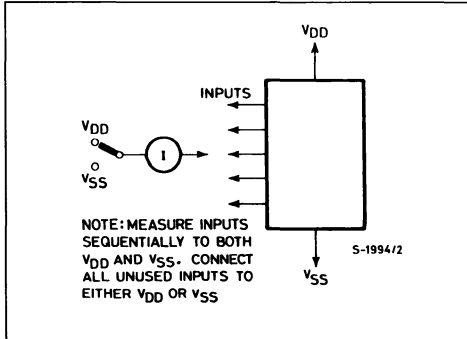 VDD
INPUTS
VDD
I
VSS
NOTE: MEASURE INPUTS
SEQUENTIALLY TO BOTH
VDD AND VSS. CONNECT
ALL UNUSED INPUTS TO
EITHER VDD OR VSS
S-1994/2
VSS